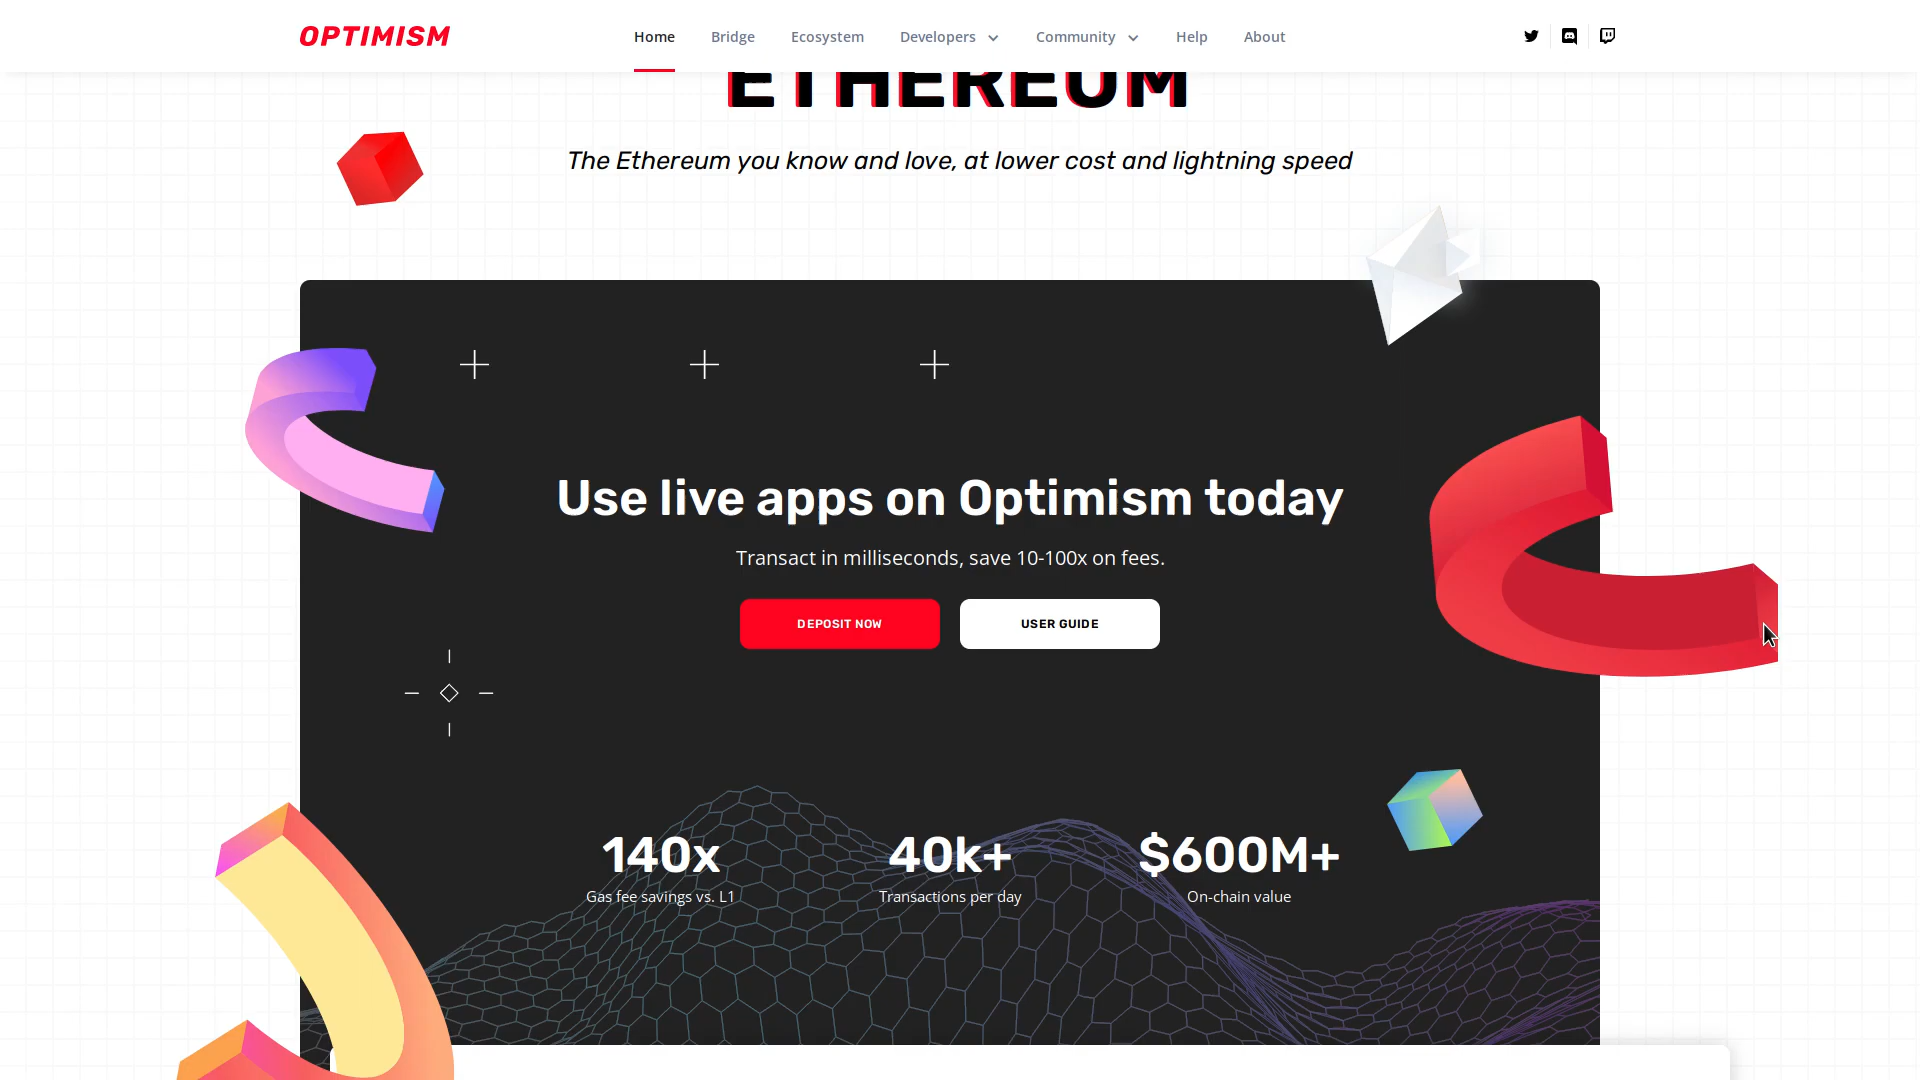 OPTIMISM
Home Bridge Ecosystem Developers Community Help About
ETHEREUM
The Ethereum you know and love, at lower cost and lightning speed
Use live apps on Optimism today
Transact in milliseconds, save 10-100x on fees.
DEPOSIT NOW USER GUIDE
140x 40k+ $600M+
Gas fee savings vs. L1 Transactions per day On-chain value